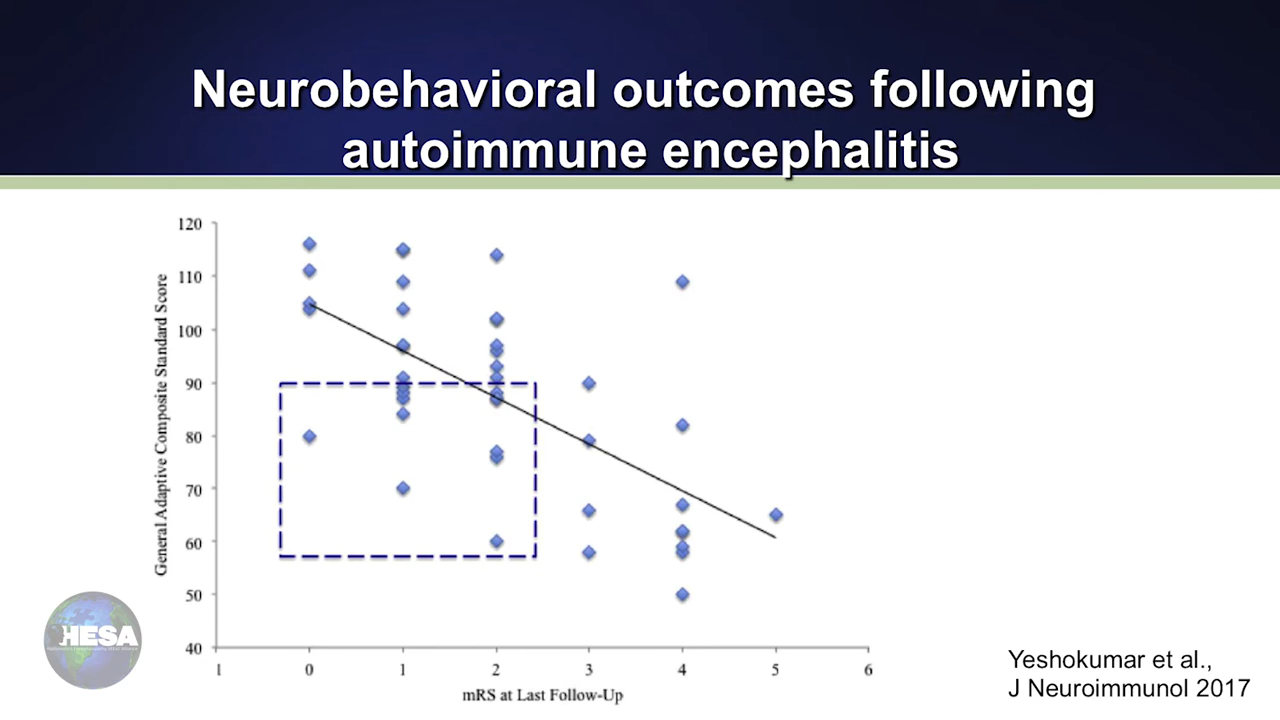 Neurobehavioral outcomes following
autoimmune encephalitis
General Adaptive Composite Standard Score
120
110
100
90
80
70
60
50
40
1
0
1
2
3
4
5
6
mRS at Last Follow-Up
HESA
Yeshokumar et al.,
J Neuroimmunol 2017